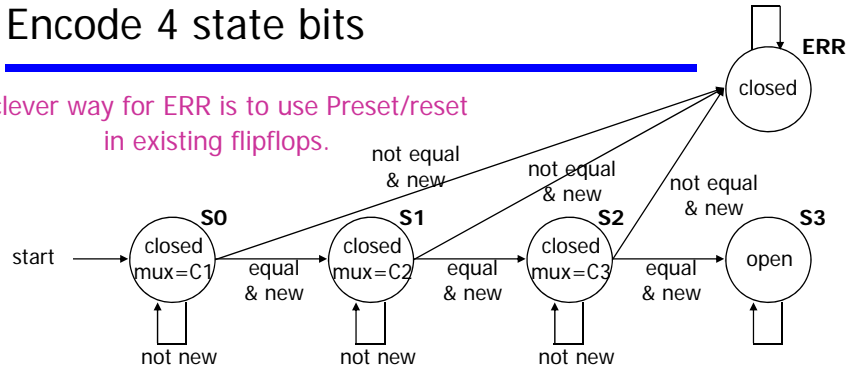 Encode 4 state bits
clever way for ERR is to use Preset/reset
in existing flipflops.
ERR
closed
not equal
& new
not equal
& new
not equal
& new
S0
S1
S2
S3
start
closed
mux=C1
equal
& new
closed
mux=C2
equal
& new
closed
mux=C3
equal
& new
open
not new
not new
not new